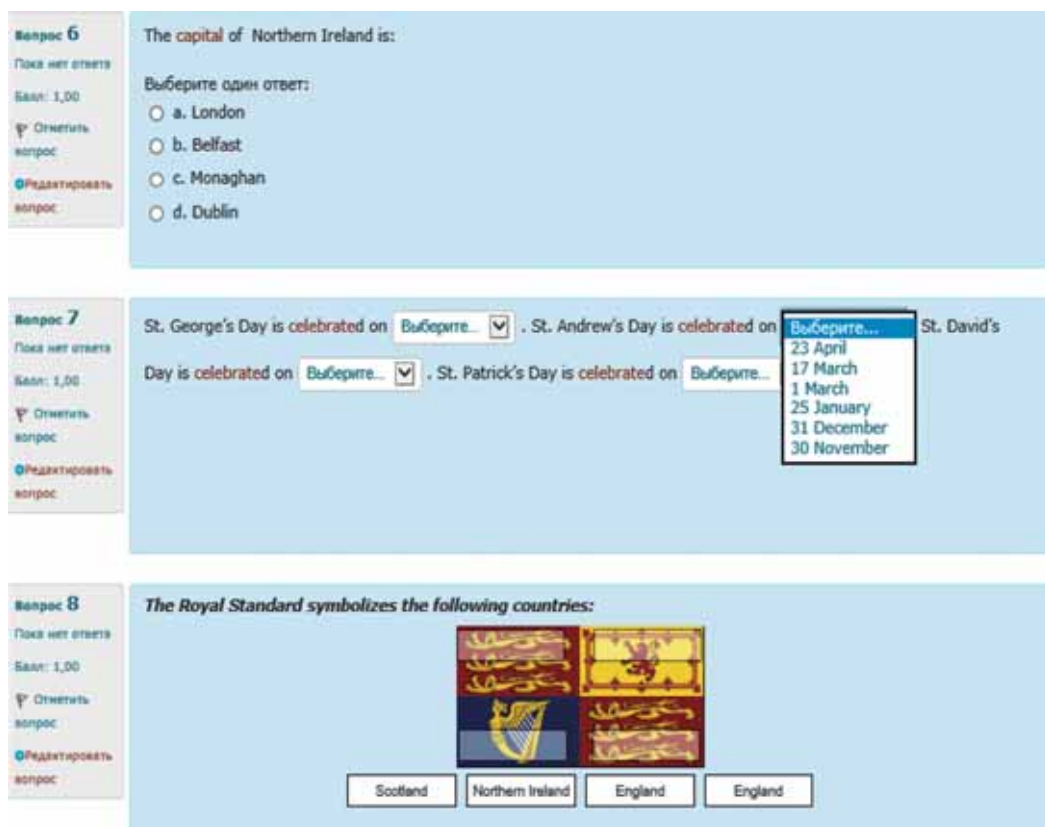 Вопрос 6
Пока нет ответа
Балл: 1,00
Отметить
вопрос
Редактировать
вопрос
The capital of Northern Ireland is:
Выберите один ответ:
a. London
b. Belfast
c. Monaghan
d. Dublin
Вопрос 7
Пока нет ответа
Балл: 1,00
Отметить
вопрос
Редактировать
вопрос
St. George's Day is celebrated on Выберите... . St. Andrew's Day is celebrated on Выберите... St. David's
Day is celebrated on Выберите... . St. Patrick's Day is celebrated on Выберите...
23 April
17 March
1 March
25 January
31 December
30 November
Вопрос 8
Пока нет ответа
Балл: 1,00
Отметить
вопрос
Редактировать
вопрос
The Royal Standard symbolizes the following countries:
Scotland Northern Ireland England England